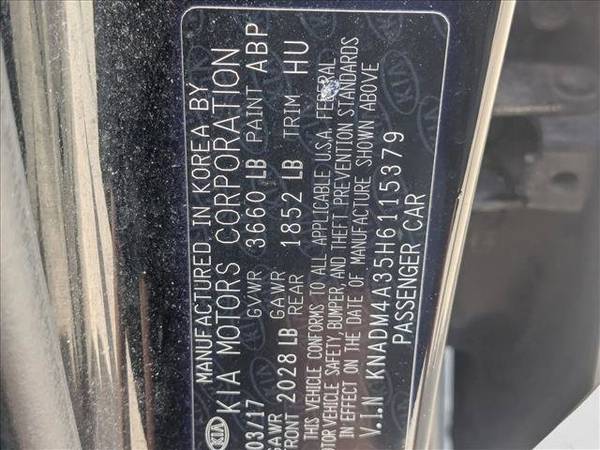 MANUFACTURED IN KOREA BY
KIA KIA MOTORS CORPORATION
03/17 GVWR 3660 LB PAINT ABP
GAWR FRONT 2028 LB GAWR REAR 1852 LB TRIM HU
THIS VEHICLE CONFORMS TO ALL APPLICABLE U.S.A. FEDERAL
MOTOR VEHICLE SAFETY, BUMPER, AND THEFT PREVENTION STANDARDS
IN EFFECT ON THE DATE OF MANUFACTURE SHOWN ABOVE
V.I.N KNADM4A35H6115379
PASSENGER CAR